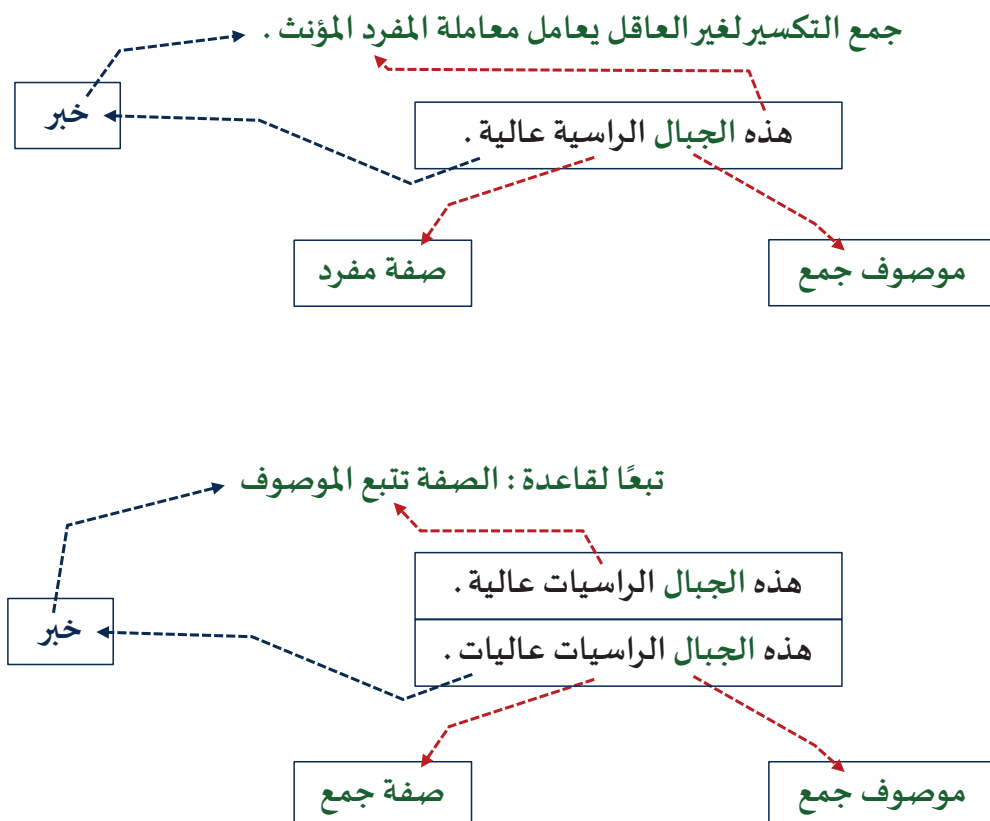 جمع التكسير لغير العاقل يعامل معاملة المفرد المؤنث .
هذه الجبال الراسية عالية .
خبر
موصوف جمع
صفة مفرد
تبعًا لقاعدة : الصفة تتبع الموصوف
هذه الجبال الراسيات عالية .
خبر
هذه الجبال الراسيات عاليات .
موصوف جمع
صفة جمع